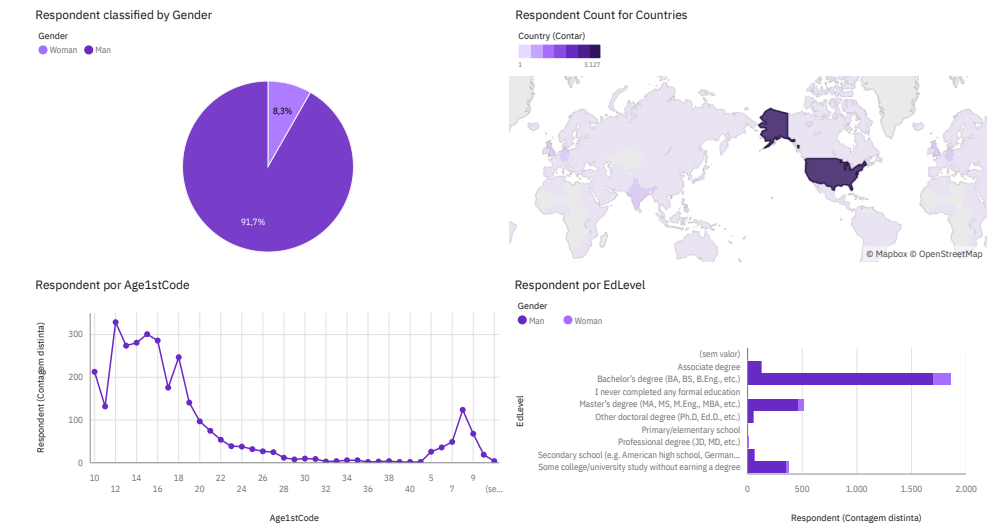 Respondent classified by Gender
Gender
Woman Man
8,3%
91,7%
Respondent Count for Countries
Country (Contar)
1 3.127
© Mapbox © OpenStreetMap
Respondent por Age1stCode
Respondent (Contagem distinta)
300
200
100
0
10 14 18 22 26 30 34 38 5 9
12 16 20 24 28 32 36 40 7 (se...
Age1stCode
Respondent por EdLevel
Gender
Man Woman
EdLevel
(sem valor)
Associate degree
Bachelor's degree (BA, BS, B.Eng., etc.)
I never completed any formal education
Master's degree (MA, MS, M.Eng., MBA, etc.)
Other doctoral degree (Ph.D, Ed.D., etc.)
Primary/elementary school
Professional degree (JD, MD, etc.)
Secondary school (e.g. American high school, German...
Some college/university study without earning a degree
0 500 1.000 1.500 2.000
Respondent (Contagem distinta)